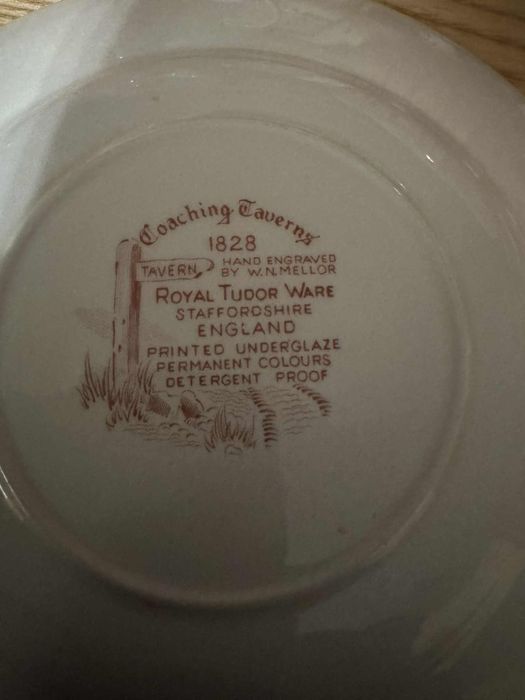 Coaching Taverns
1828
TAVERN
HAND ENGRAVED
BY W.N.MELLOR
ROYAL TUDOR WARE
STAFFORDSHIRE
ENGLAND
PRINTED UNDERGLAZE
PERMANENT COLOURS
DETERGENT PROOF